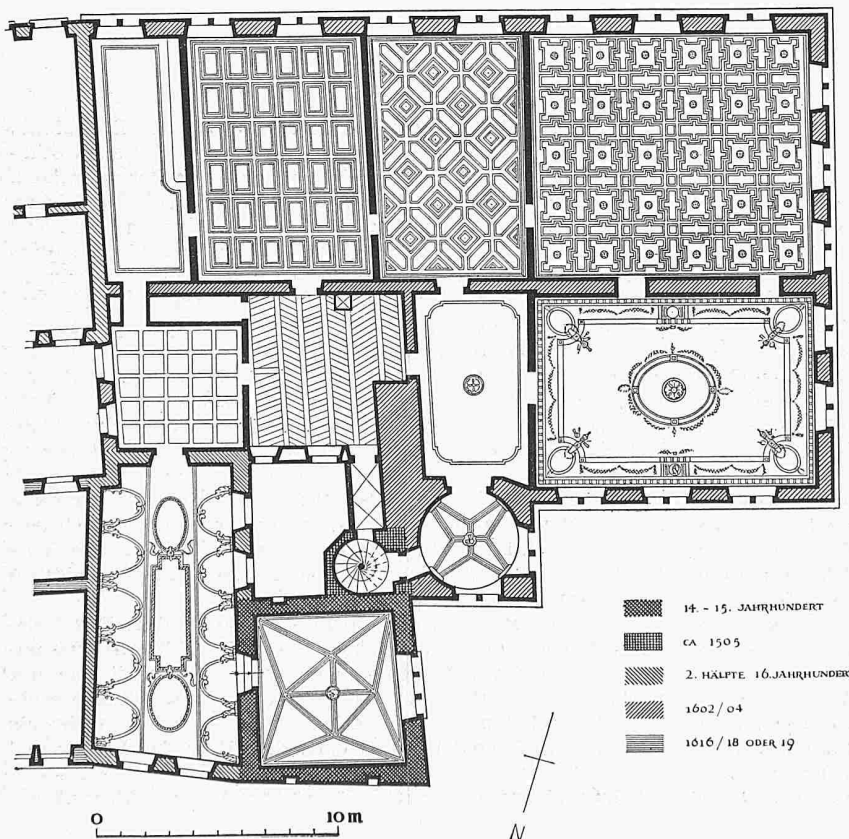 14. - 15. JAHRHUNDERT
CA 1505
2. HÄLFTE 16. JAHRHUNDERT
1602/04
1616/18 ODER 19
0 10 m
N